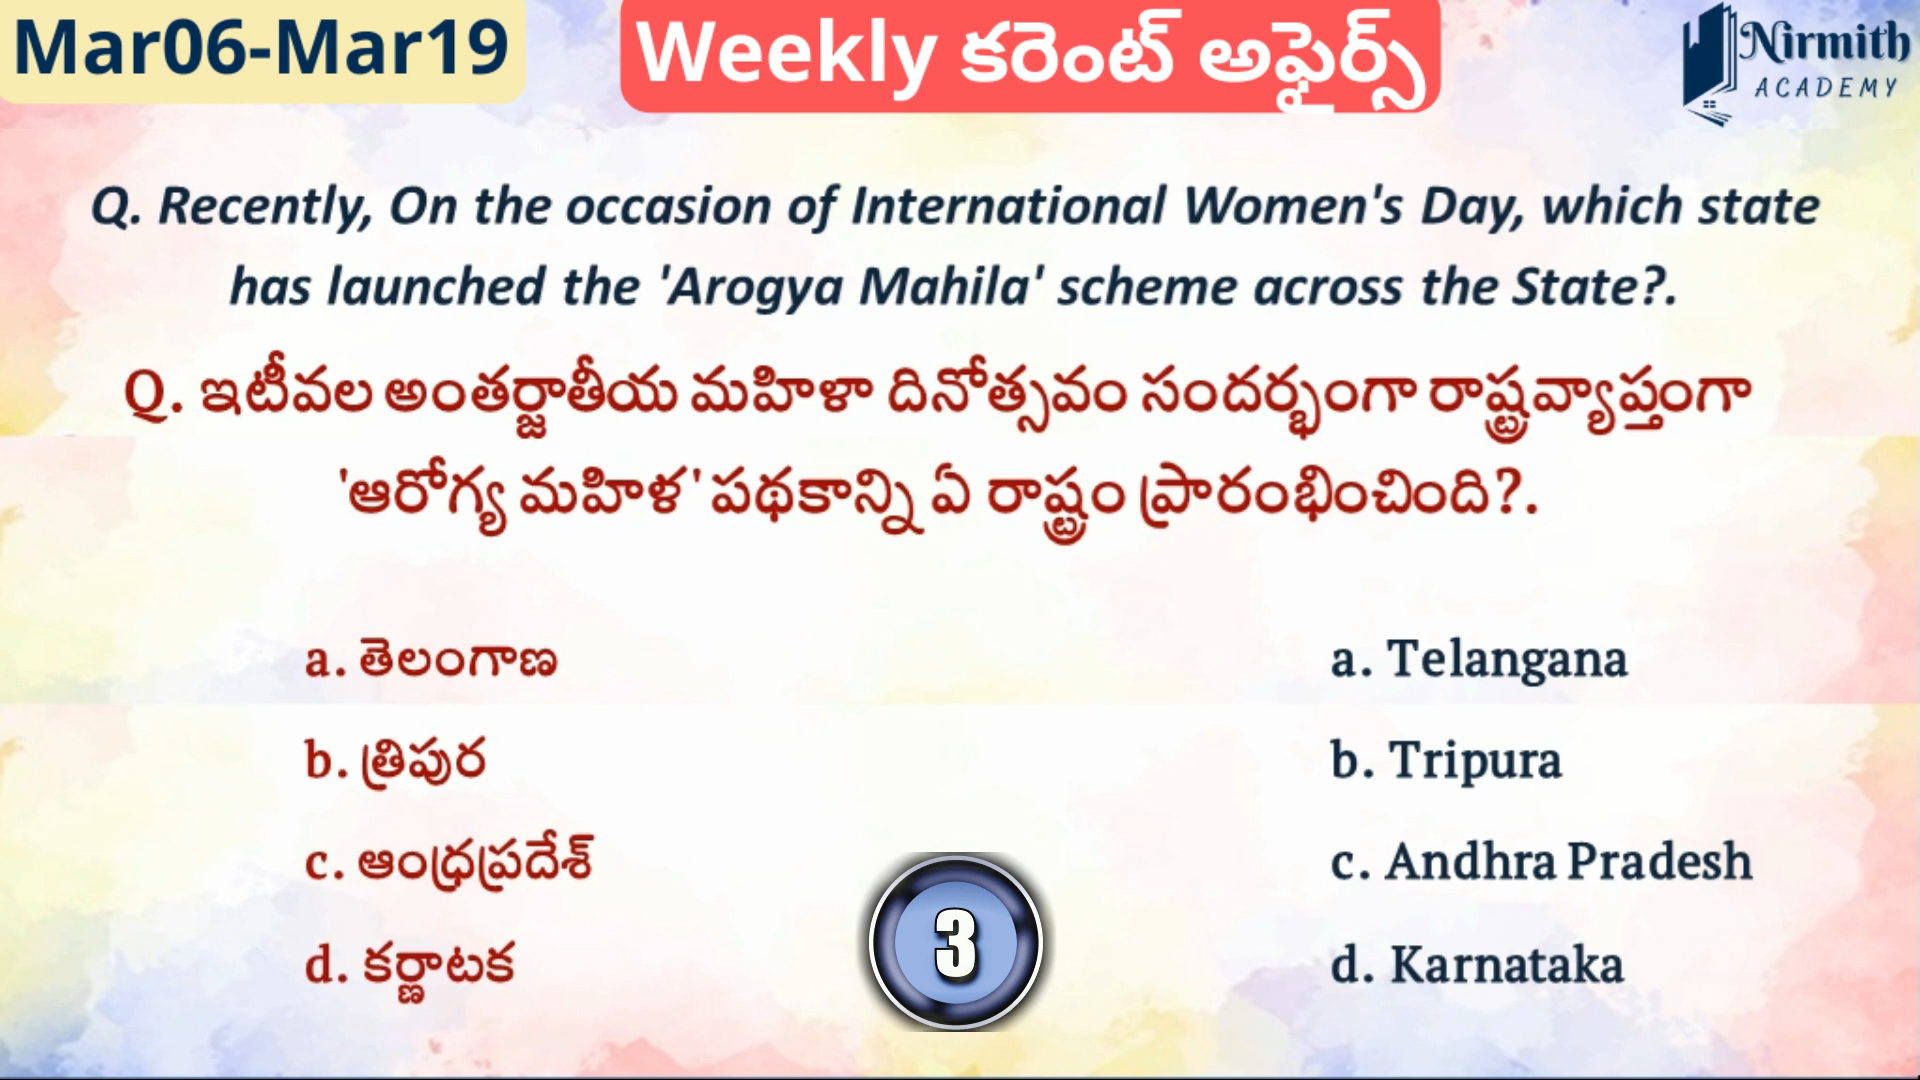 Mar06-Mar19
Weekly కరెంట్ అఫైర్స్
Nirmith
ACADEMY
Q. Recently, On the occasion of International Women's Day, which state
has launched the 'Arogya Mahila' scheme across the State?.
Q. ఇటీవల అంతర్జాతీయ మహిళా దినోత్సవం సందర్భంగా రాష్ట్రవ్యాప్తంగా
'ఆరోగ్య మహిళ' పథకాన్ని ఏ రాష్ట్రం ప్రారంభించింది?.
a. తెలంగాణ
b. త్రిపుర
c. ఆంధ్రప్రదేశ్
d. కర్ణాటక
a. Telangana
b. Tripura
c. Andhra Pradesh
d. Karnataka
3